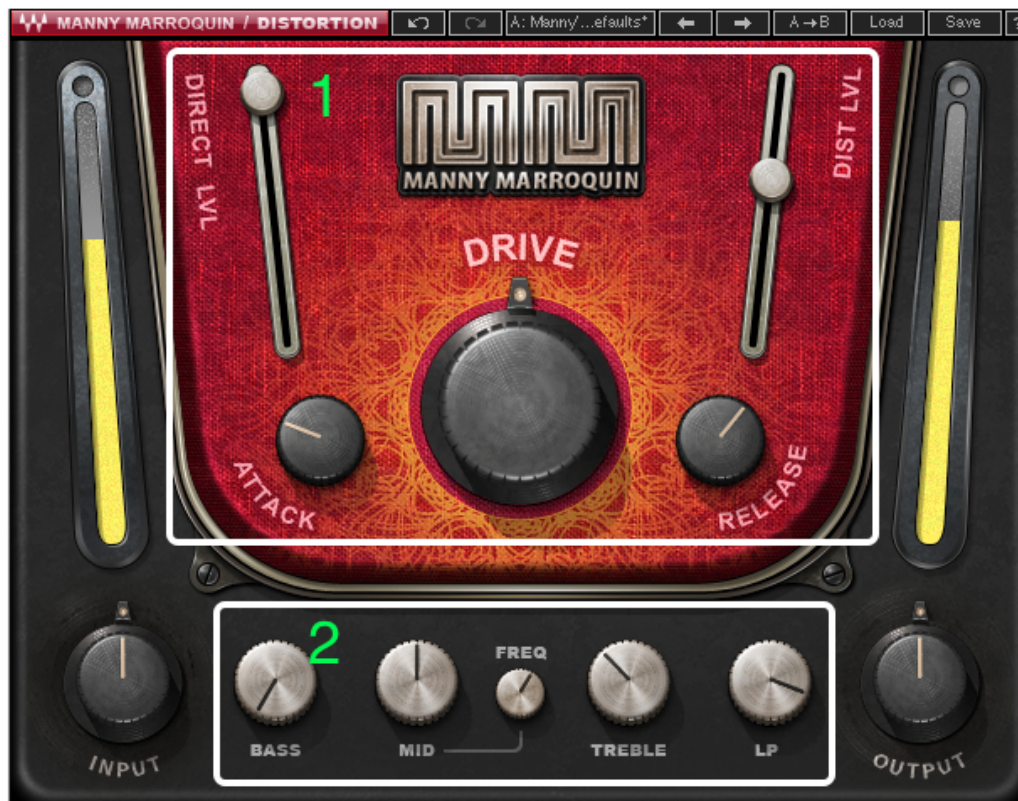 MANNY MARROQUIN / DISTORTION
A: Manny'...efaults*
A→B
Load
Save
?
1
DIRECT LVL
MANNY MARROQUIN
DIST LVL
DRIVE
ATTACK
RELEASE
2
FREQ
BASS
MID
TREBLE
LP
INPUT
OUTPUT